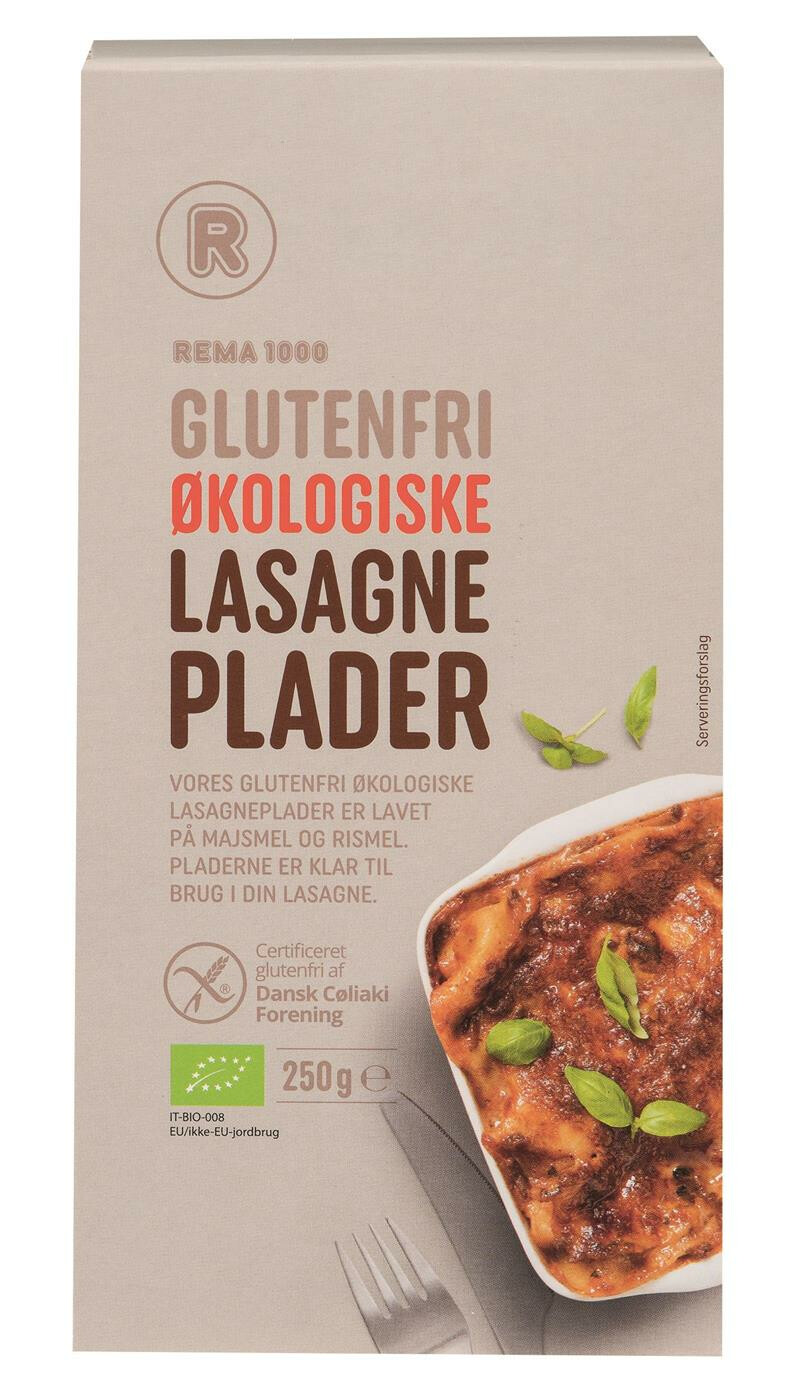 R
REMA 1000
GLUTENFRI
ØKOLOGISKE
LASAGNE
PLADER
VORES GLUTENFRI ØKOLOGISKE
LASAGNEPLADER ER LAVET
PÅ MAJSMEL OG RISMEL.
PLADERNE ER KLAR TIL
BRUG I DIN LASAGNE.
Serveringsforslag
Certificeret
glutenfri af
Dansk Cøliaki
Forening
®
250 g ℮
IT-BIO-008
EU/ikke-EU-jordbrug